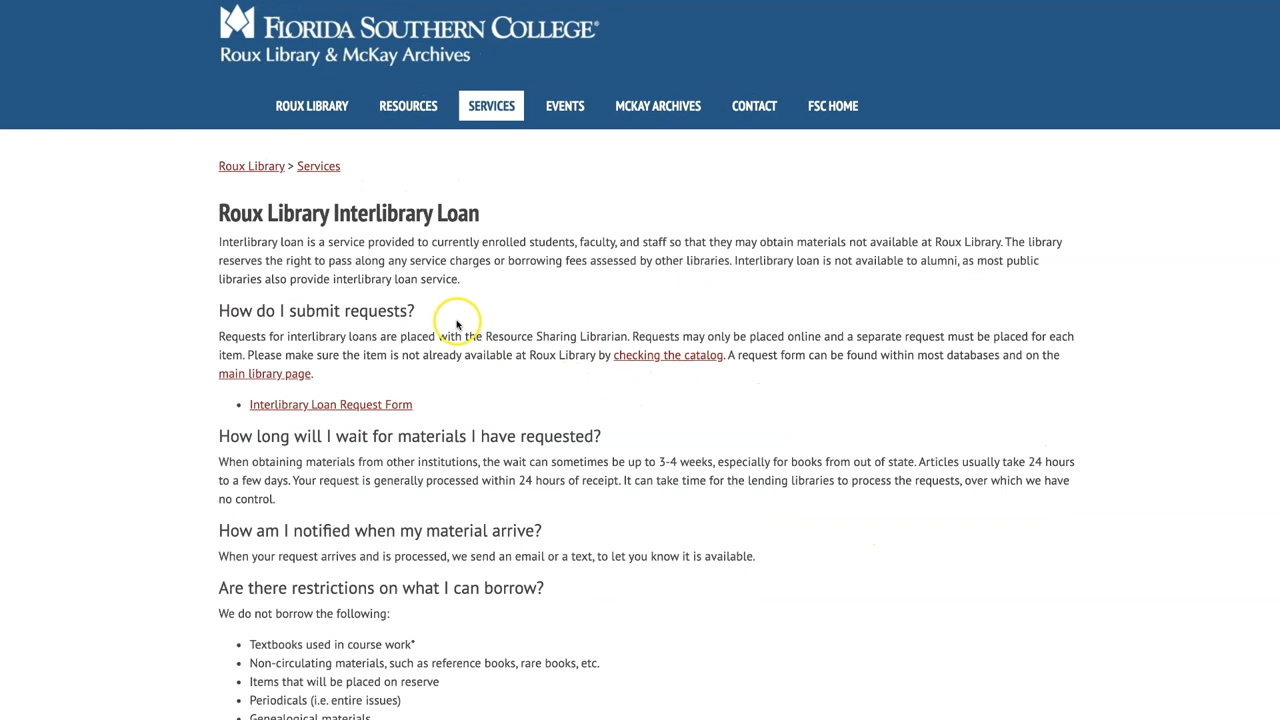 FLORIDA SOUTHERN COLLEGE®
Roux Library & McKay Archives
ROUX LIBRARY RESOURCES SERVICES EVENTS MCKAY ARCHIVES CONTACT FSC HOME
Roux Library > Services
Roux Library Interlibrary Loan
Interlibrary loan is a service provided to currently enrolled students, faculty, and staff so that they may obtain materials not available at Roux Library. The library
reserves the right to pass along any service charges or borrowing fees assessed by other libraries. Interlibrary loan is not available to alumni, as most public
libraries also provide interlibrary loan service.
How do I submit requests?
Requests for interlibrary loans are placed with the Resource Sharing Librarian. Requests may only be placed online and a separate request must be placed for each
item. Please make sure the item is not already available at Roux Library by checking the catalog. A request form can be found within most databases and on the
main library page.
• Interlibrary Loan Request Form
How long will I wait for materials I have requested?
When obtaining materials from other institutions, the wait can sometimes be up to 3-4 weeks, especially for books from out of state. Articles usually take 24 hours
to a few days. Your request is generally processed within 24 hours of receipt. It can take time for the lending libraries to process the requests, over which we have
no control.
How am I notified when my material arrive?
When your request arrives and is processed, we send an email or a text, to let you know it is available.
Are there restrictions on what I can borrow?
We do not borrow the following:
• Textbooks used in course work*
• Non-circulating materials, such as reference books, rare books, etc.
• Items that will be placed on reserve
• Periodicals (i.e. entire issues)
• Genealogical materials